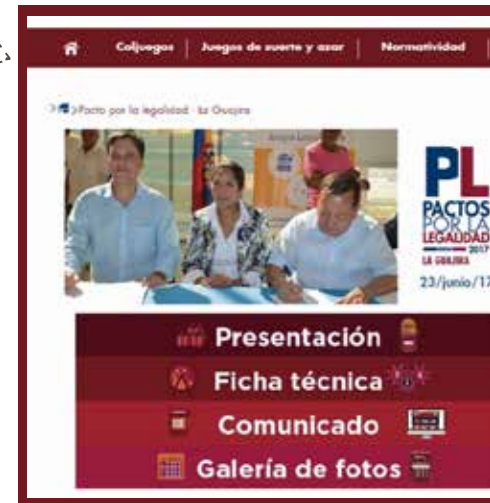 Coljuegos | Juegos de suerte y azar | Normatividad |
>Pacto por la legalidad - La Guajira
PL
PACTOS
POR LA
LEGALIDAD
2017
LA GUAJIRA
23/junio/17
Presentación
Ficha técnica
Comunicado
Galería de fotos